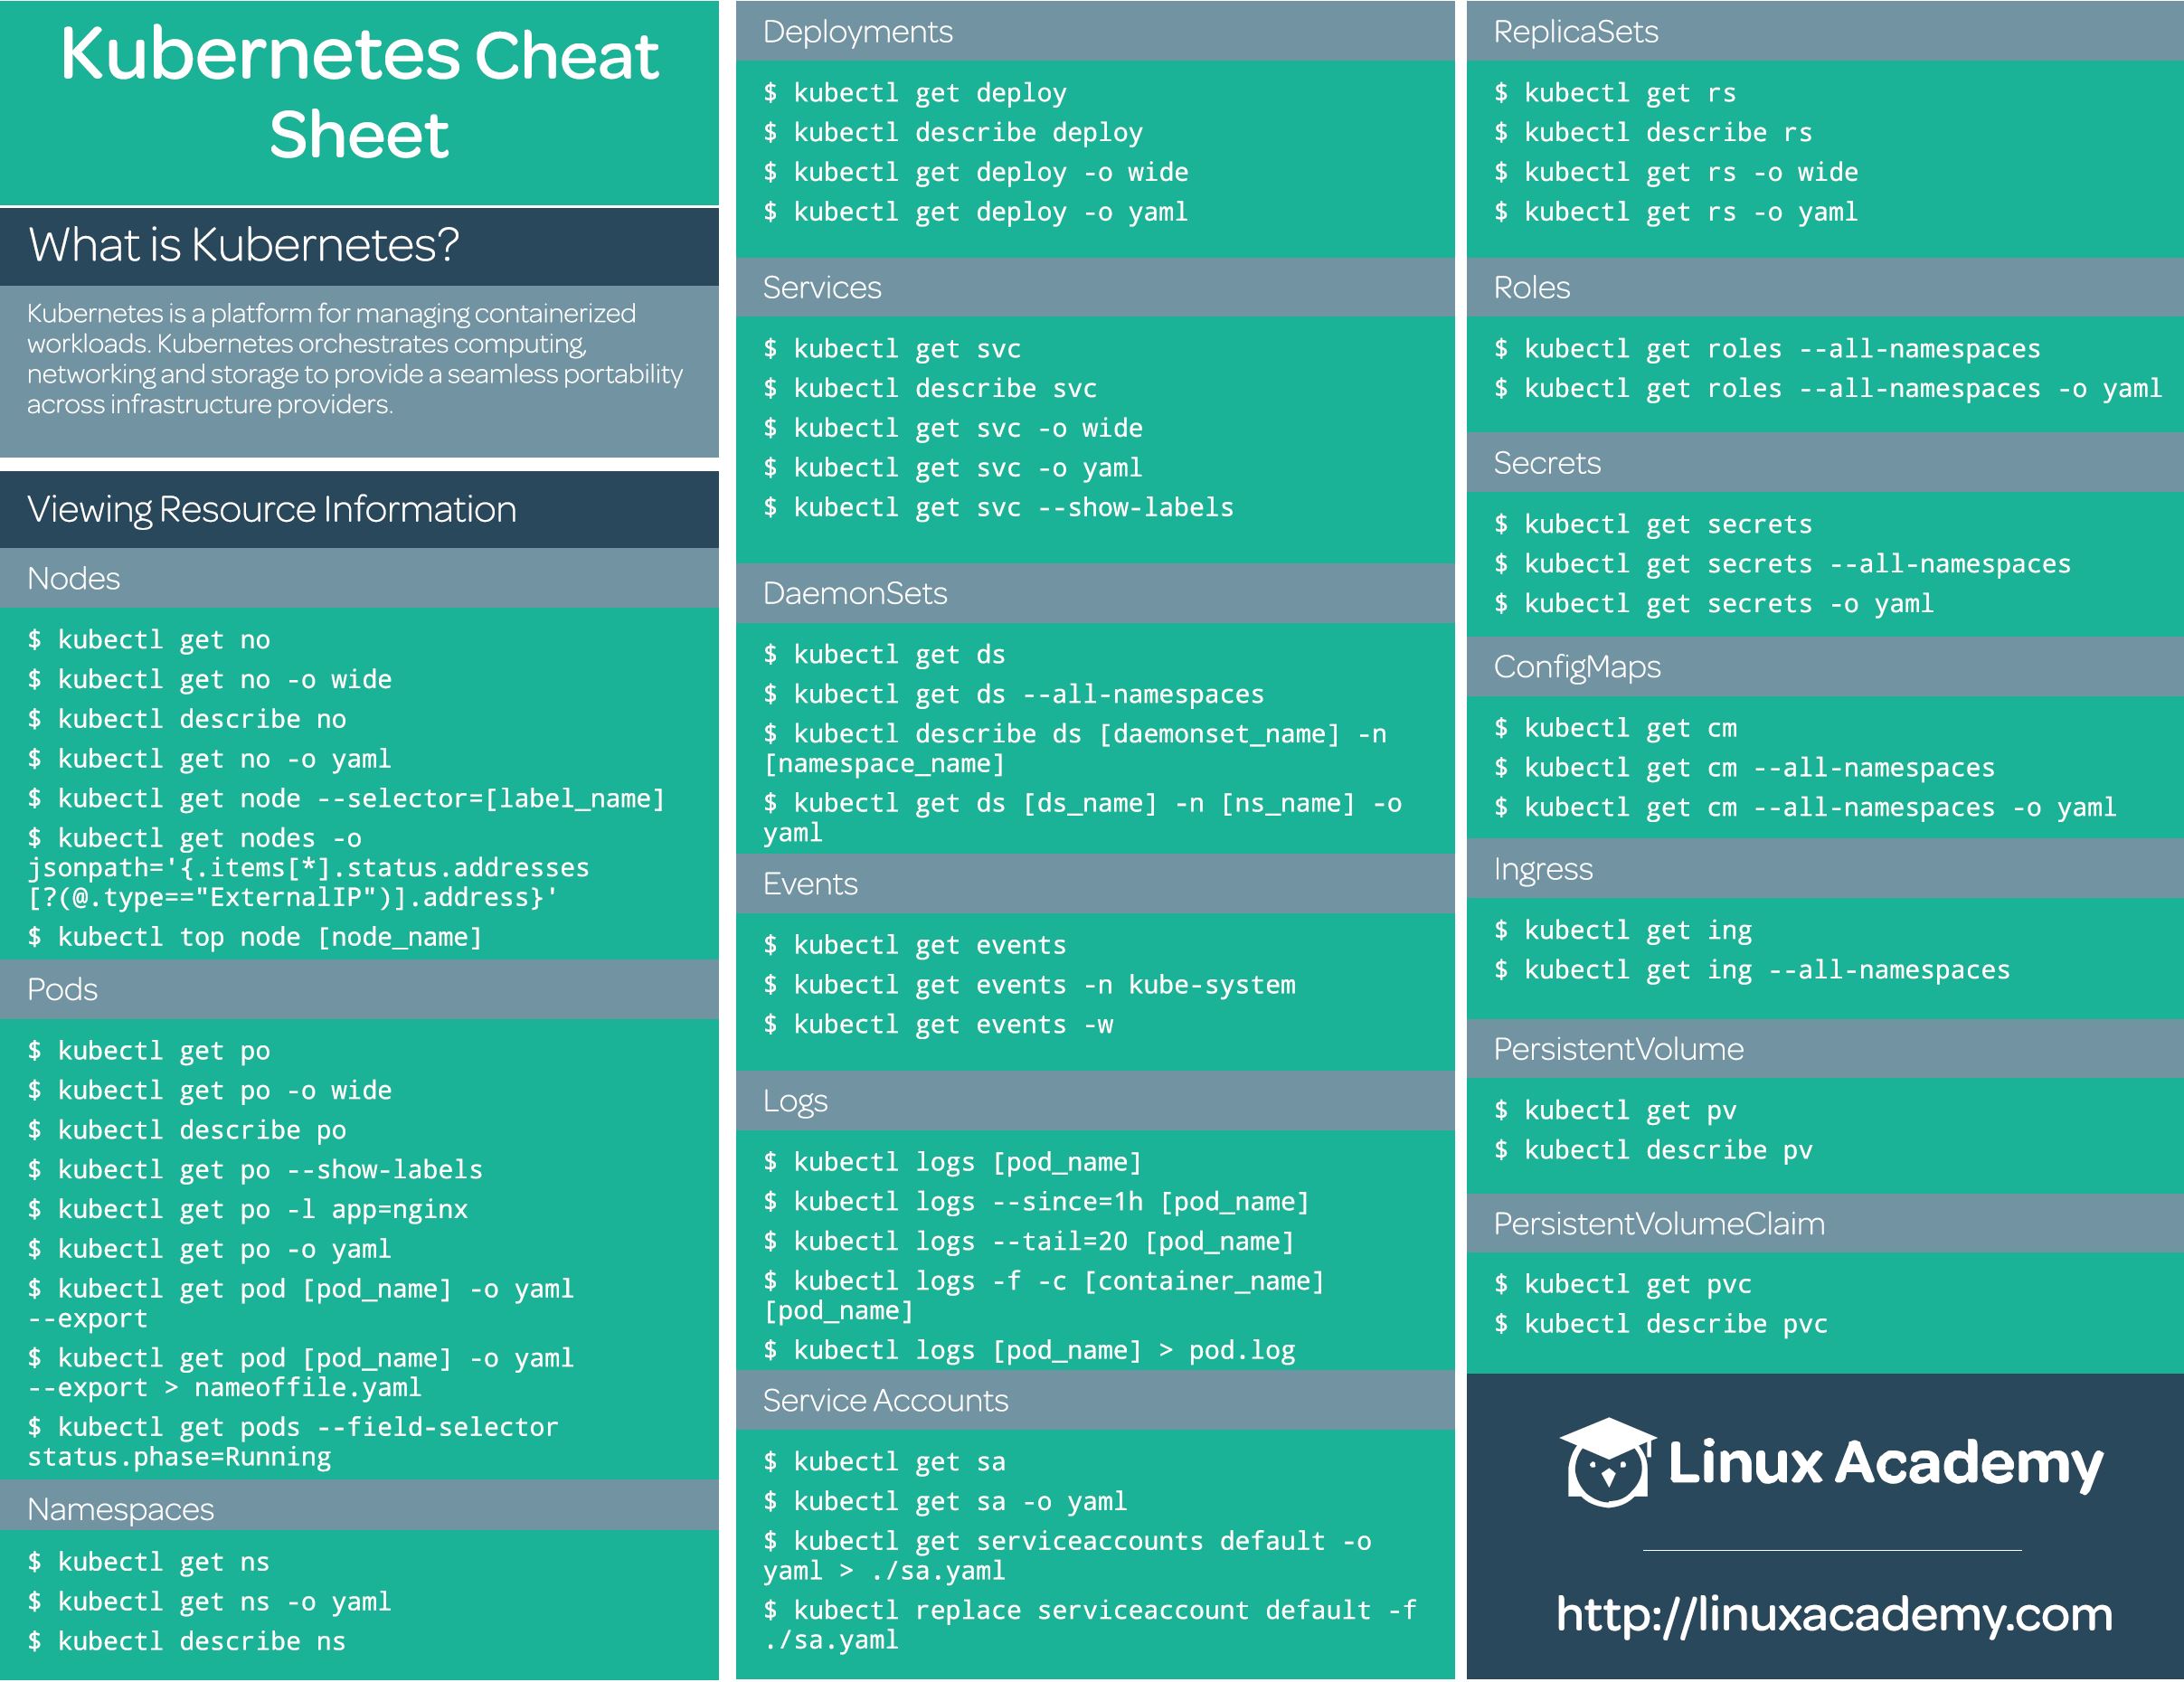 Kubernetes Cheat
Sheet
What is Kubernetes?
Kubernetes is a platform for managing containerized
workloads. Kubernetes orchestrates computing,
networking and storage to provide a seamless portability
across infrastructure providers.
Viewing Resource Information
Nodes
$ kubectl get no
$ kubectl get no -o wide
$ kubectl describe no
$ kubectl get no -o yaml
$ kubectl get node --selector=[label_name]
$ kubectl get nodes -o
jsonpath='{.items[*].status.addresses
[?(@.type=="ExternalIP")].address}'
$ kubectl top node [node_name]
Pods
$ kubectl get po
$ kubectl get po -o wide
$ kubectl describe po
$ kubectl get po --show-labels
$ kubectl get po -l app=nginx
$ kubectl get po -o yaml
$ kubectl get pod [pod_name] -o yaml
--export
$ kubectl get pod [pod_name] -o yaml
--export > nameoffile.yaml
$ kubectl get pods --field-selector
status.phase=Running
Namespaces
$ kubectl get ns
$ kubectl get ns -o yaml
$ kubectl describe ns
Deployments
$ kubectl get deploy
$ kubectl describe deploy
$ kubectl get deploy -o wide
$ kubectl get deploy -o yaml
Services
$ kubectl get svc
$ kubectl describe svc
$ kubectl get svc -o wide
$ kubectl get svc -o yaml
$ kubectl get svc --show-labels
DaemonSets
$ kubectl get ds
$ kubectl get ds --all-namespaces
$ kubectl describe ds [daemonset_name] -n
[namespace_name]
$ kubectl get ds [ds_name] -n [ns_name] -o
yaml
Events
$ kubectl get events
$ kubectl get events -n kube-system
$ kubectl get events -w
Logs
$ kubectl logs [pod_name]
$ kubectl logs --since=1h [pod_name]
$ kubectl logs --tail=20 [pod_name]
$ kubectl logs -f -c [container_name]
[pod_name]
$ kubectl logs [pod_name] > pod.log
Service Accounts
$ kubectl get sa
$ kubectl get sa -o yaml
$ kubectl get serviceaccounts default -o
yaml > ./sa.yaml
$ kubectl replace serviceaccount default -f
./sa.yaml
ReplicaSets
$ kubectl get rs
$ kubectl describe rs
$ kubectl get rs -o wide
$ kubectl get rs -o yaml
Roles
$ kubectl get roles --all-namespaces
$ kubectl get roles --all-namespaces -o yaml
Secrets
$ kubectl get secrets
$ kubectl get secrets --all-namespaces
$ kubectl get secrets -o yaml
ConfigMaps
$ kubectl get cm
$ kubectl get cm --all-namespaces
$ kubectl get cm --all-namespaces -o yaml
Ingress
$ kubectl get ing
$ kubectl get ing --all-namespaces
PersistentVolume
$ kubectl get pv
$ kubectl describe pv
PersistentVolumeClaim
$ kubectl get pvc
$ kubectl describe pvc
Linux Academy
http://linuxacademy.com